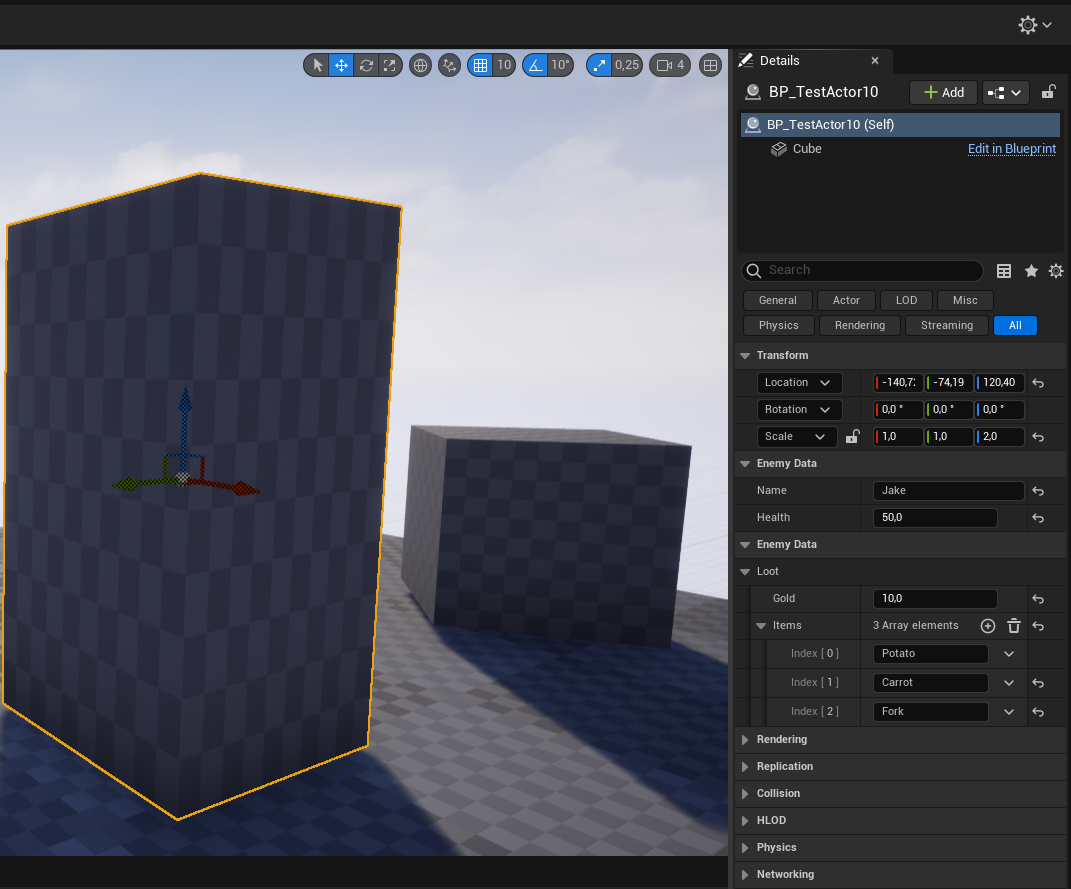 10
10°
0,25
4
Details
BP_TestActor10
Add
BP_TestActor10 (Self)
Cube
Edit in Blueprint
Search
General
Actor
LOD
Misc
Physics
Rendering
Streaming
All
Transform
Location
-140,7
-74,19
120,40
Rotation
0,0 °
0,0 °
0,0 °
Scale
1,0
1,0
2,0
Enemy Data
Name
Jake
Health
50,0
Enemy Data
Loot
Gold
10,0
Items
3 Array elements
Index [ 0 ]
Potato
Index [ 1 ]
Carrot
Index [ 2 ]
Fork
Rendering
Replication
Collision
HLOD
Physics
Networking